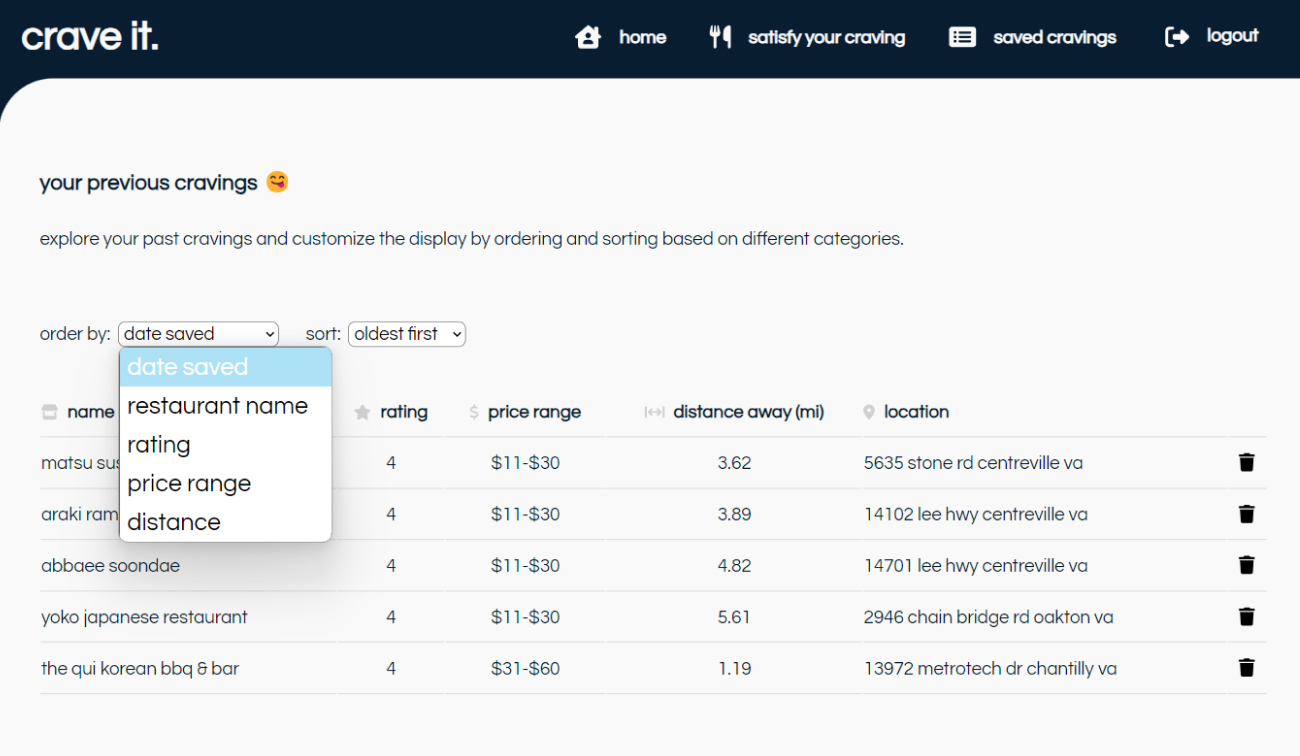 crave it.
home satisfy your craving saved cravings logout
your previous cravings
explore your past cravings and customize the display by ordering and sorting based on different categories.
order by: date saved sort: oldest first
date saved
restaurant name
rating
price range
distance
name rating $ price range distance away (mi) location
matsu 4 $11-$30 3.62 5635 stone rd centreville va
araki 4 $11-$30 3.89 14102 lee hwy centreville va
abbaee soondae 4 $11-$30 4.82 14701 lee hwy centreville va
yoko japanese restaurant 4 $11-$30 5.61 2946 chain bridge rd oakton va
the qui korean bbq & bar 4 $31-$60 1.19 13972 metrotech dr chantilly va